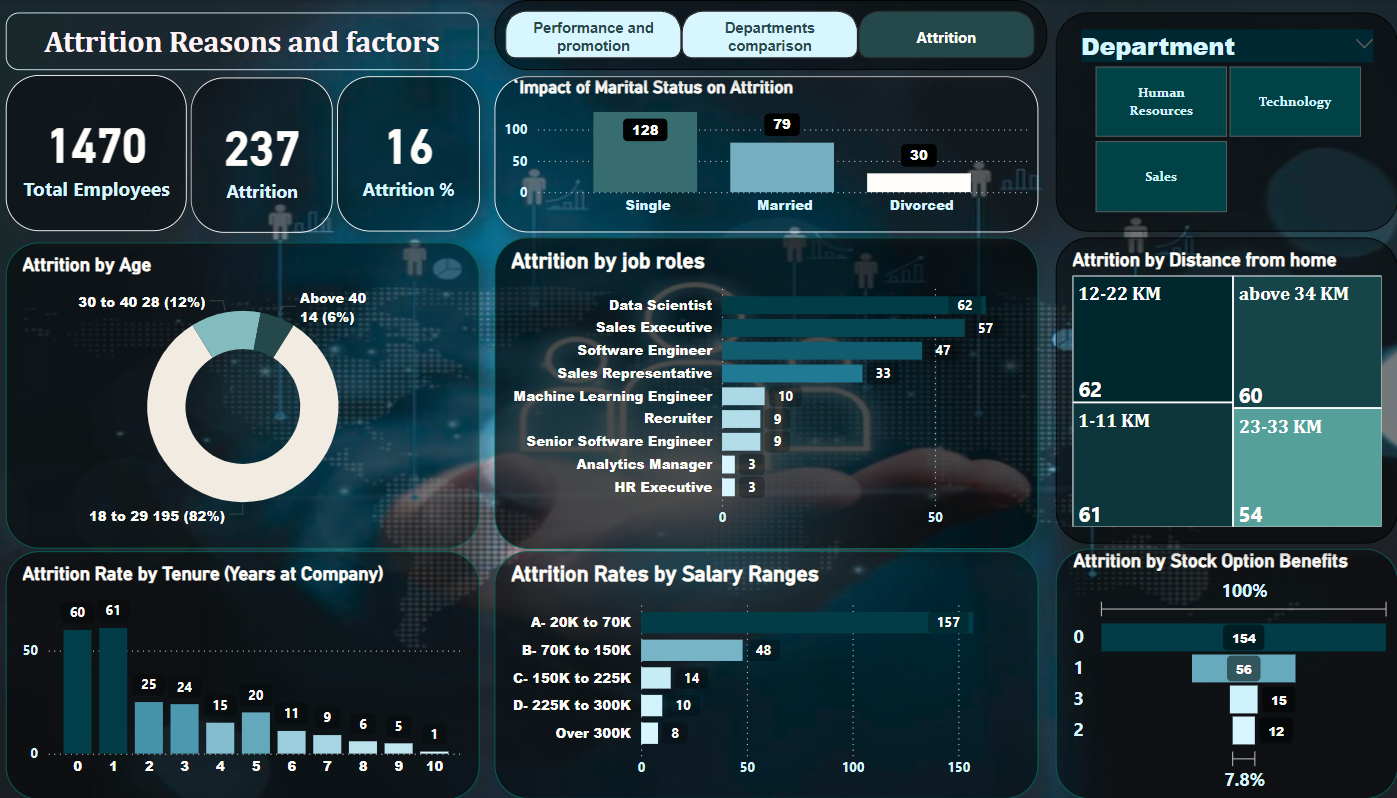 Attrition Reasons and factors
Performance and
promotion
Departments
comparison
Attrition
Department
Human
Resources
Technology
Sales
1470
Total Employees
237
Attrition
16
Attrition %
`Impact of Marital Status on Attrition
100
50
0
128
79
30
Single
Married
Divorced
Attrition by Age
30 to 40 28 (12%)
Above 40
14 (6%)
18 to 29 195 (82%)
Attrition by job roles
Data Scientist
62
Sales Executive
57
Software Engineer
47
Sales Representative
33
Machine Learning Engineer
10
Recruiter
9
Senior Software Engineer
9
Analytics Manager
3
HR Executive
3
0
50
Attrition by Distance from home
12-22 KM
62
above 34 KM
60
1-11 KM
61
23-33 KM
54
Attrition Rate by Tenure (Years at Company)
50
0
60
61
25
24
15
20
11
9
6
5
1
0
1
2
3
4
5
6
7
8
9
10
Attrition Rates by Salary Ranges
A- 20K to 70K
157
B- 70K to 150K
48
C- 150K to 225K
14
D- 225K to 300K
10
Over 300K
8
0
50
100
150
Attrition by Stock Option Benefits
100%
0
154
1
56
3
15
2
12
7.8%